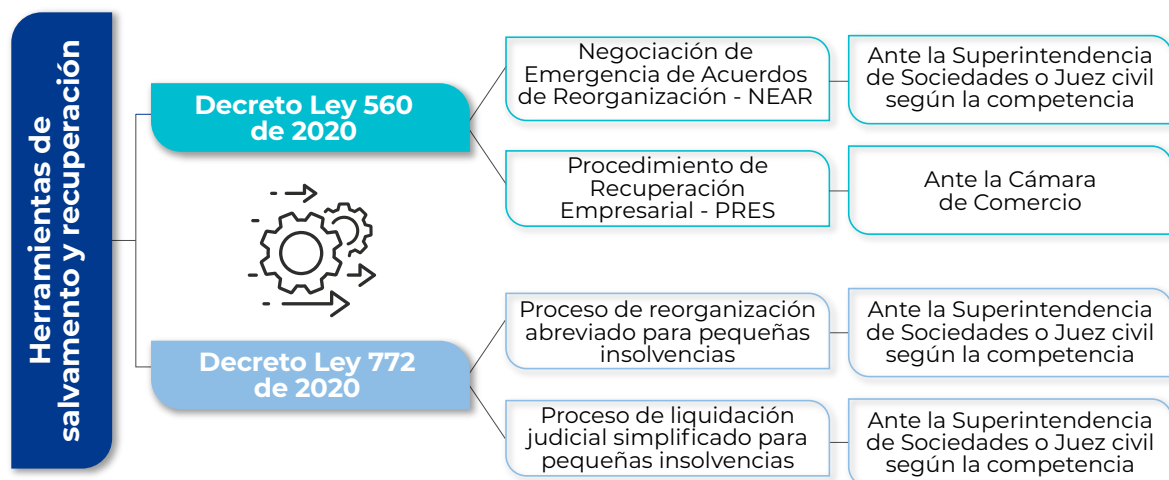 Herramientas de
salvamento y recuperación
Decreto Ley 560
de 2020
Negociación de
Emergencia de Acuerdos
de Reorganización - NEAR
Ante la Superintendencia
de Sociedades o Juez civil
según la competencia
Procedimiento de
Recuperación
Empresarial - PRES
Ante la Cámara
de Comercio
Decreto Ley 772
de 2020
Proceso de reorganización
abreviado para pequeñas
insolvencias
Ante la Superintendencia
de Sociedades o Juez civil
según la competencia
Proceso de liquidación
judicial simplificado para
pequeñas insolvencias
Ante la Superintendencia
de Sociedades o Juez civil
según la competencia